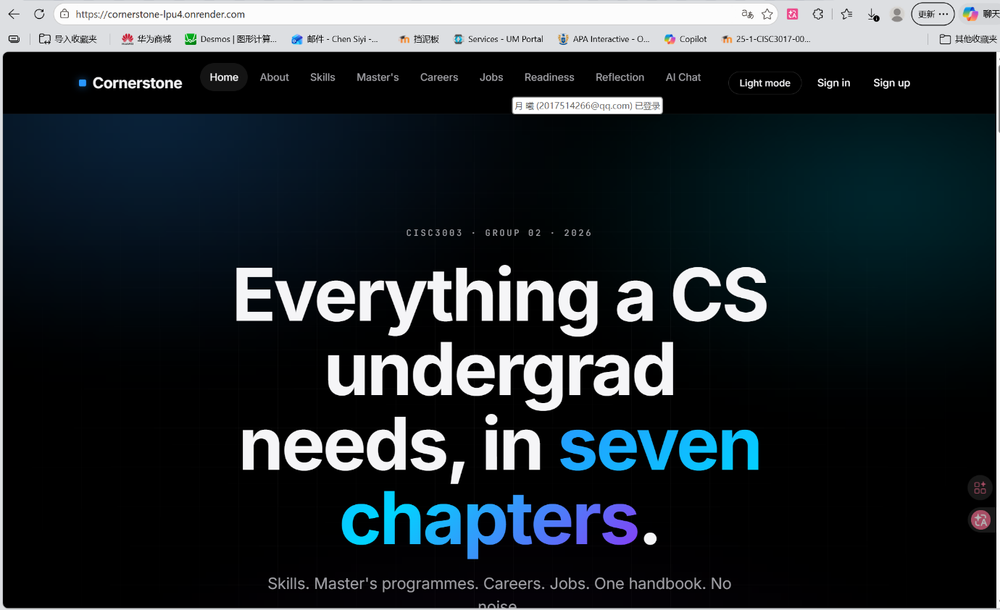 https://cornerstone-lpu4.onrender.com
更新
聊天
导入收藏夹
华为商城
Desmos | 图形计算...
邮件 - Chen Siyi -...
挡泥板
Services - UM Portal
APA Interactive - O...
Copilot
25-1-CISC3017-00...
其他收藏夹
Cornerstone
Home
About
Skills
Master's
Careers
Jobs
Readiness
Reflection
AI Chat
Light mode
Sign in
Sign up
月 曦 (2017514266@qq.com) 已登录
CISC3003 · GROUP 02 · 2026
Everything a CS
undergrad
needs, in seven
chapters.
Skills. Master's programmes. Careers. Jobs. One handbook. No
noise.